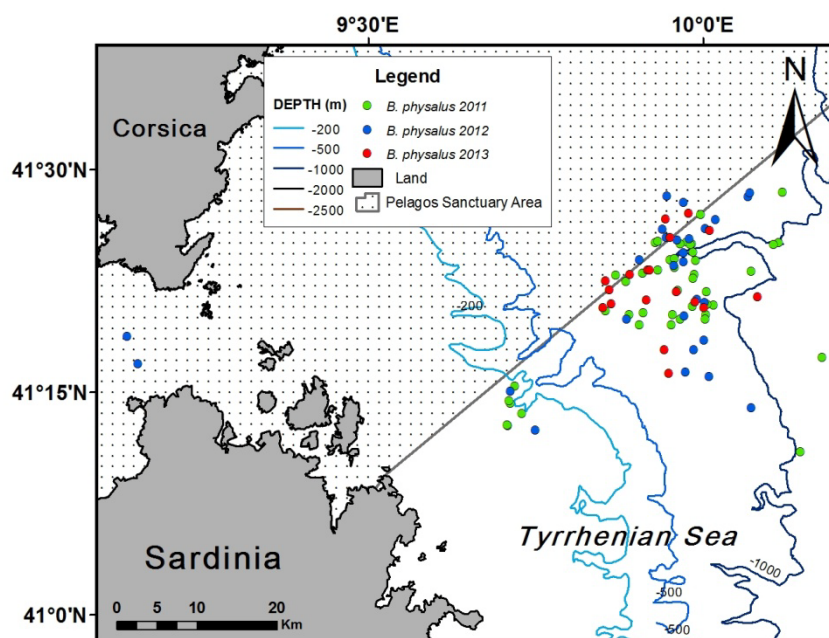 9°30'E
10°0'E
Legend
DEPTH (m)
-200
-500
-1000
-2000
-2500
B. physalus 2011
B. physalus 2012
B. physalus 2013
Land
Pelagos Sanctuary Area
N
Corsica
41°30'N
-200
41°15'N
Tyrrhenian Sea
Sardinia
-1000
-500
-500
41°0'N
0 5 10 20
Km